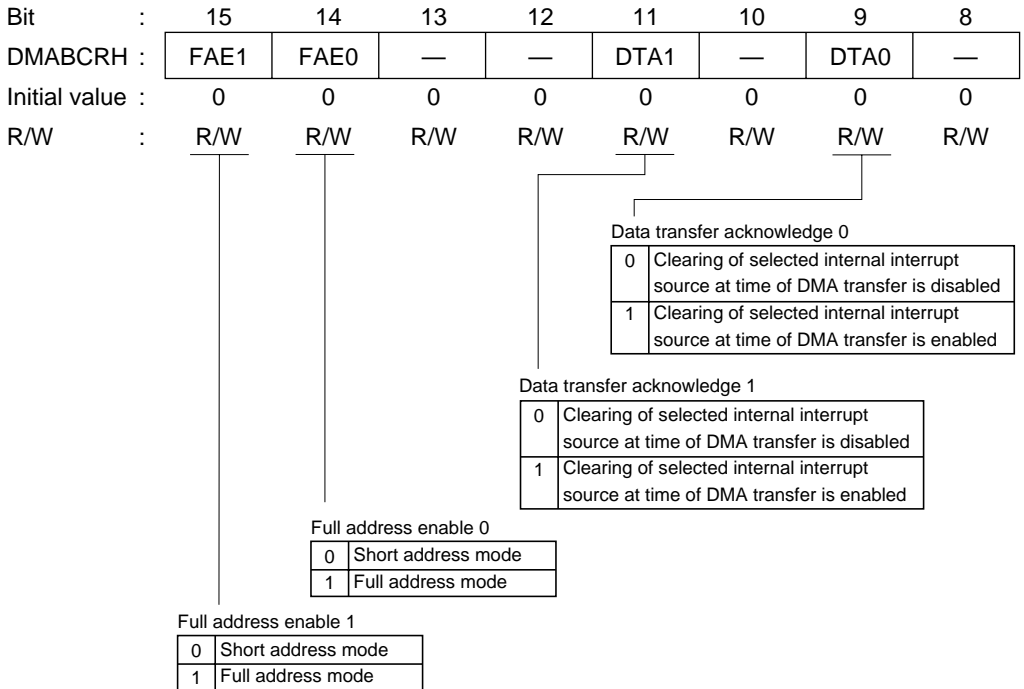 Bit : 15 14 13 12 11 10 9 8
DMABCRH : FAE1 FAE0 — — DTA1 — DTA0 —
Initial value : 0 0 0 0 0 0 0 0
R/W : R/W R/W R/W R/W R/W R/W R/W R/W
Data transfer acknowledge 0
0 Clearing of selected internal interrupt
source at time of DMA transfer is disabled
1 Clearing of selected internal interrupt
source at time of DMA transfer is enabled
Data transfer acknowledge 1
0 Clearing of selected internal interrupt
source at time of DMA transfer is disabled
1 Clearing of selected internal interrupt
source at time of DMA transfer is enabled
Full address enable 0
0 Short address mode
1 Full address mode
Full address enable 1
0 Short address mode
1 Full address mode